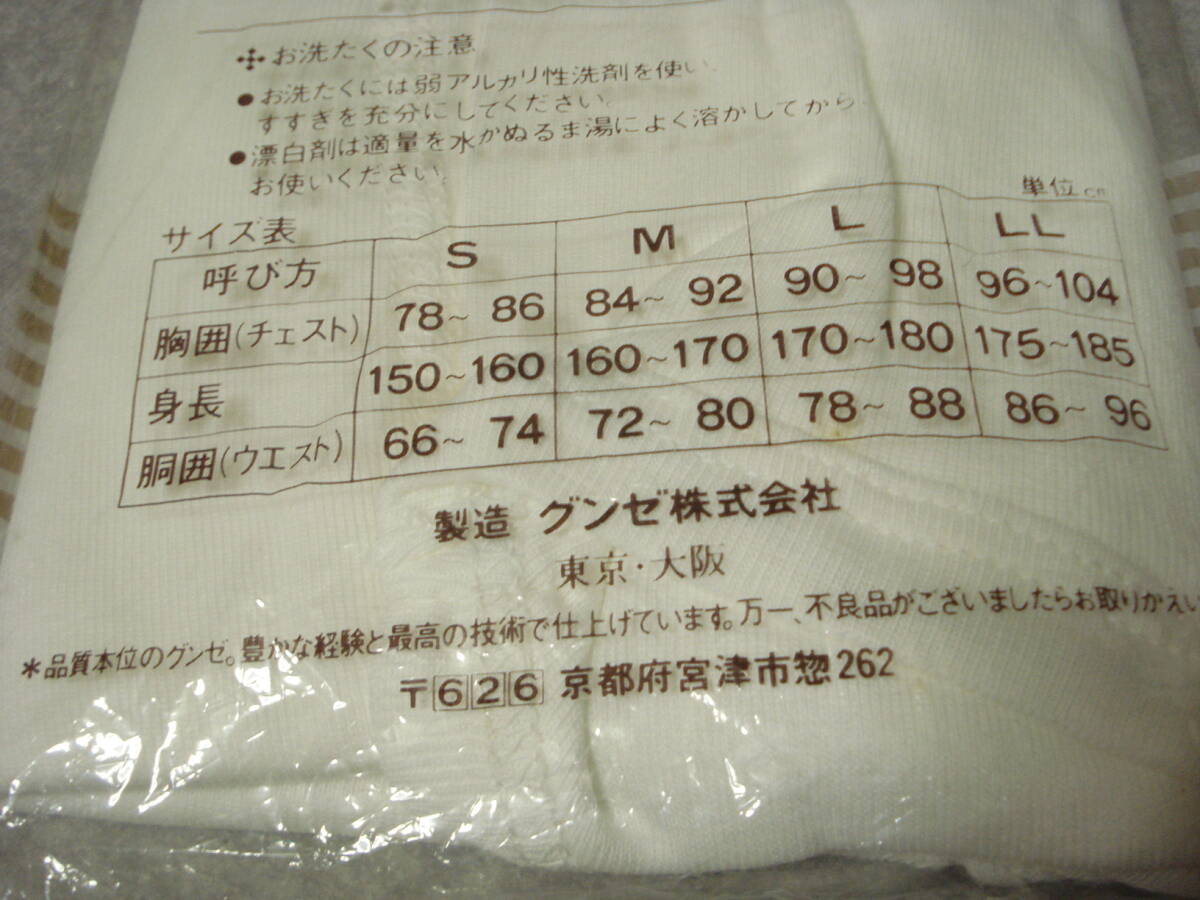 お洗たくの注意
●お洗たくには弱アルカリ性洗剤を使い
すすぎを充分にしてください。
●漂白剤は適量を水かぬるま湯によく溶かしてから、
お使いください。
サイズ表 単位cm
呼び方 S M L LL
胸囲(チェスト) 78~86 84~92 90~98 96~104
身長 150~160 160~170 170~180 175~185
胴囲(ウエスト) 66~74 72~80 78~88 86~96
製造 グンゼ株式会社
東京・大阪
*品質本位のグンゼ。豊かな経験と最高の技術で仕上げています。万一、不良品がございましたらお取りかえい
〒626 京都府宮津市惣262